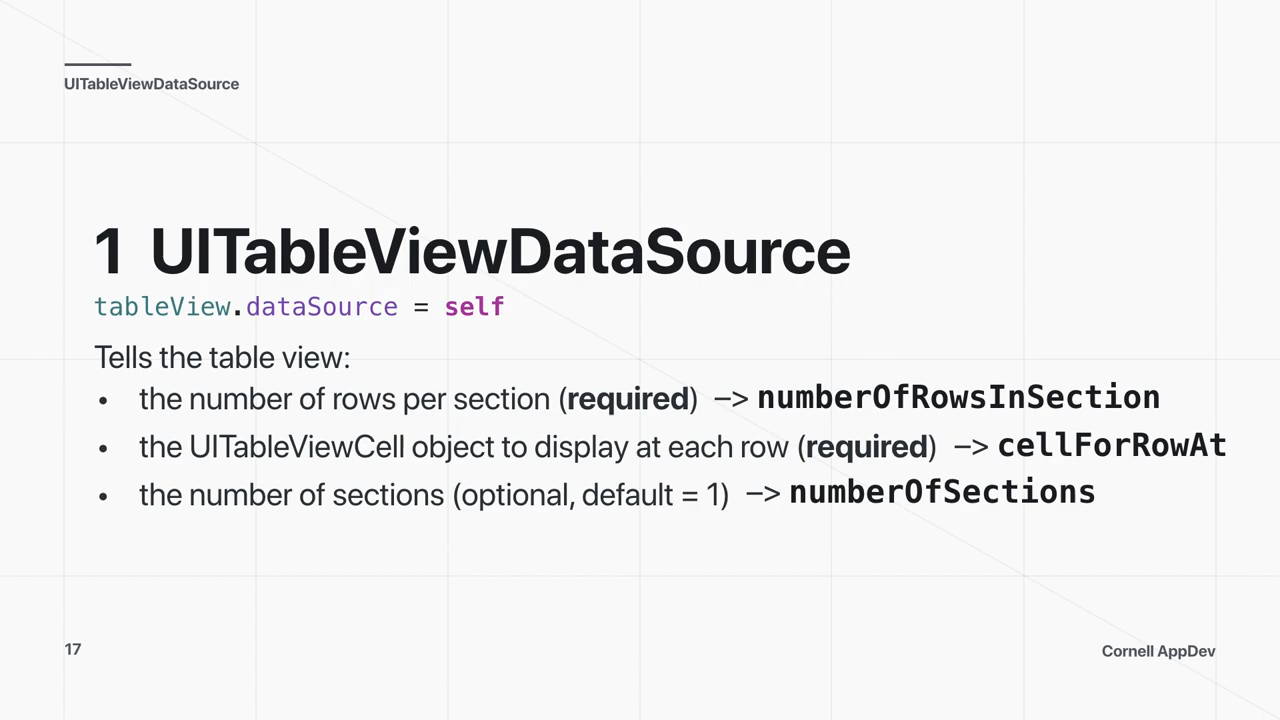 UITableViewDataSource
1 UITableViewDataSource
tableView.dataSource = self
Tells the table view:
• the number of rows per section (required) –> numberOfRowsInSection
• the UITableViewCell object to display at each row (required) –> cellForRowAt
• the number of sections (optional, default = 1) –> numberOfSections
17
Cornell AppDev